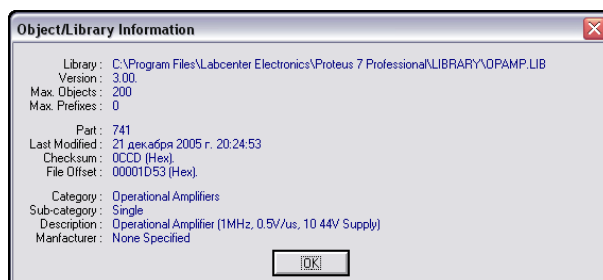 Object/Library Information
Library : C:\Program Files\Labcenter Electronics\Proteus 7 Professional\LIBRARY\OPAMP.LIB
Version : 3.00.
Max. Objects : 200
Max. Prefixes : 0
Part : 741
Last Modified : 21 декабря 2005 г. 20:24:53
Checksum : 0CCD (Hex).
File Offset : 00001D53 (Hex).
Category : Operational Amplifiers
Sub-category : Single
Description : Operational Amplifier (1MHz, 0.5V/us, 10 44V Supply)
Manfacturer : None Specified
OK